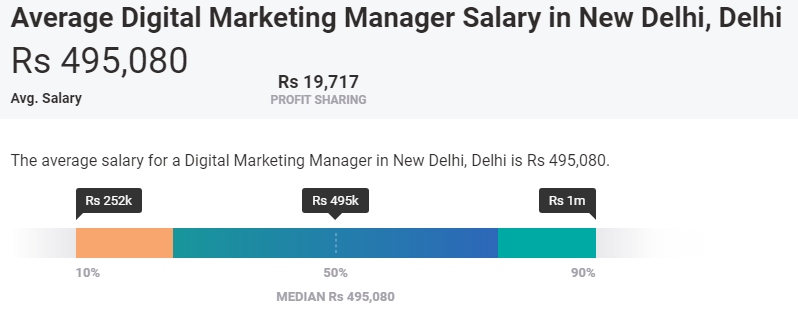 Average Digital Marketing Manager Salary in New Delhi, Delhi
Rs 495,080
Rs 19,717
Avg. Salary
PROFIT SHARING
The average salary for a Digital Marketing Manager in New Delhi, Delhi is Rs 495,080.
Rs 252k Rs 495k Rs 1m
10% 50% 90%
MEDIAN Rs 495,080